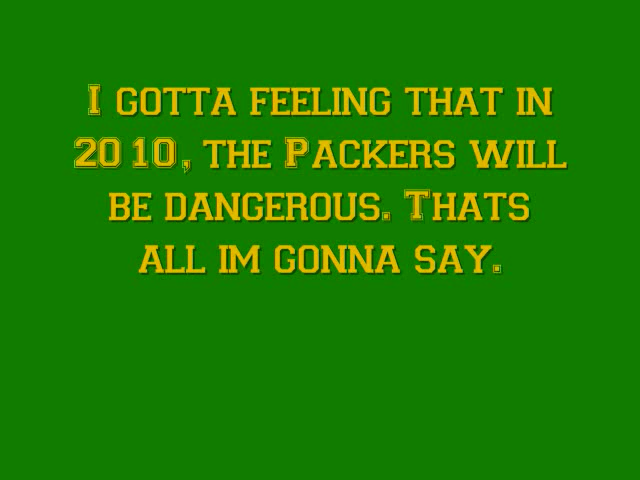 I gotta feeling that in
2010, the Packers will
be dangerous. Thats
all im gonna say.